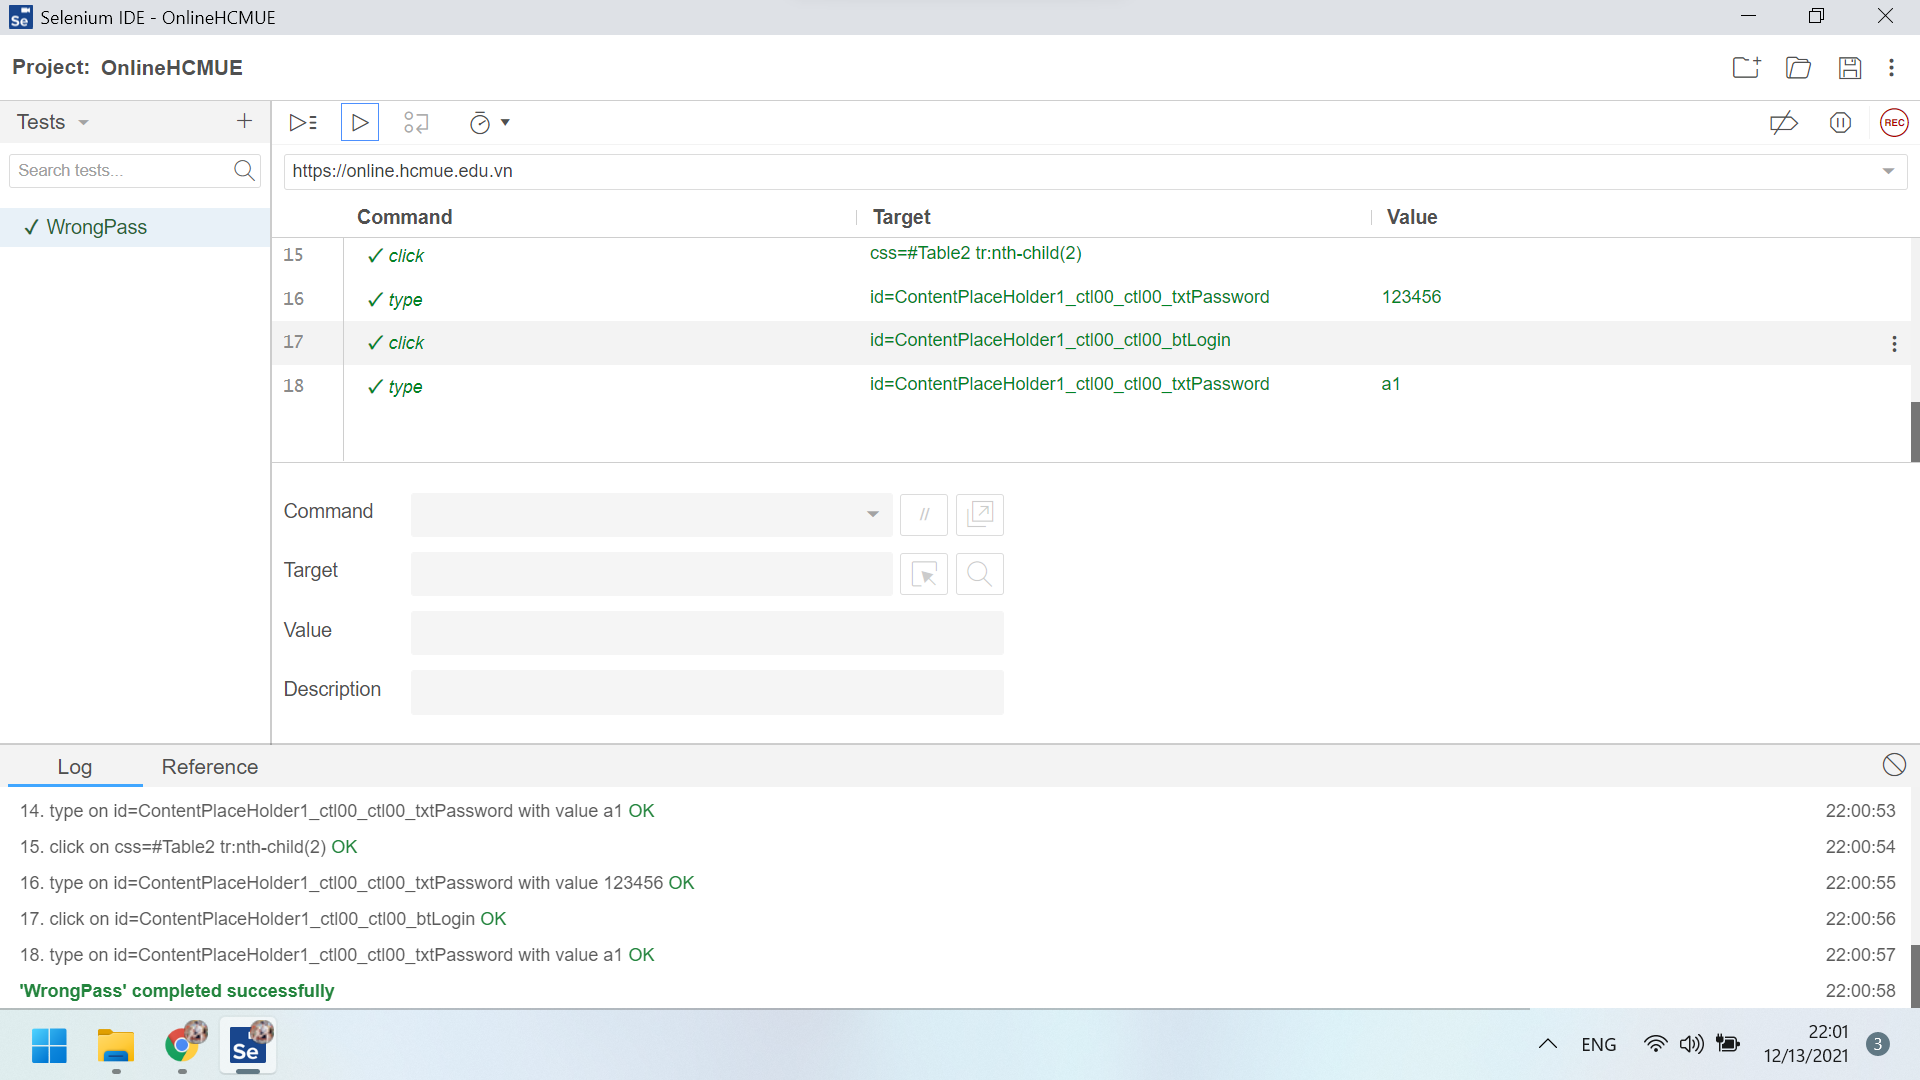 Se Selenium IDE - OnlineHCMUE
Project: OnlineHCMUE
Tests
REC
Search tests...
https://online.hcmue.edu.vn
✓ WrongPass
Command Target Value
15 ✓ click css=#Table2 tr:nth-child(2)
16 ✓ type id=ContentPlaceHolder1_ctl00_ctl00_txtPassword 123456
17 ✓ click id=ContentPlaceHolder1_ctl00_ctl00_btLogin
18 ✓ type id=ContentPlaceHolder1_ctl00_ctl00_txtPassword a1
Command //
Target
Value
Description
Log Reference
14. type on id=ContentPlaceHolder1_ctl00_ctl00_txtPassword with value a1 OK 22:00:53
15. click on css=#Table2 tr:nth-child(2) OK 22:00:54
16. type on id=ContentPlaceHolder1_ctl00_ctl00_txtPassword with value 123456 OK 22:00:55
17. click on id=ContentPlaceHolder1_ctl00_ctl00_btLogin OK 22:00:56
18. type on id=ContentPlaceHolder1_ctl00_ctl00_txtPassword with value a1 OK 22:00:57
'WrongPass' completed successfully 22:00:58
Se
ENG
22:01
12/13/2021
3